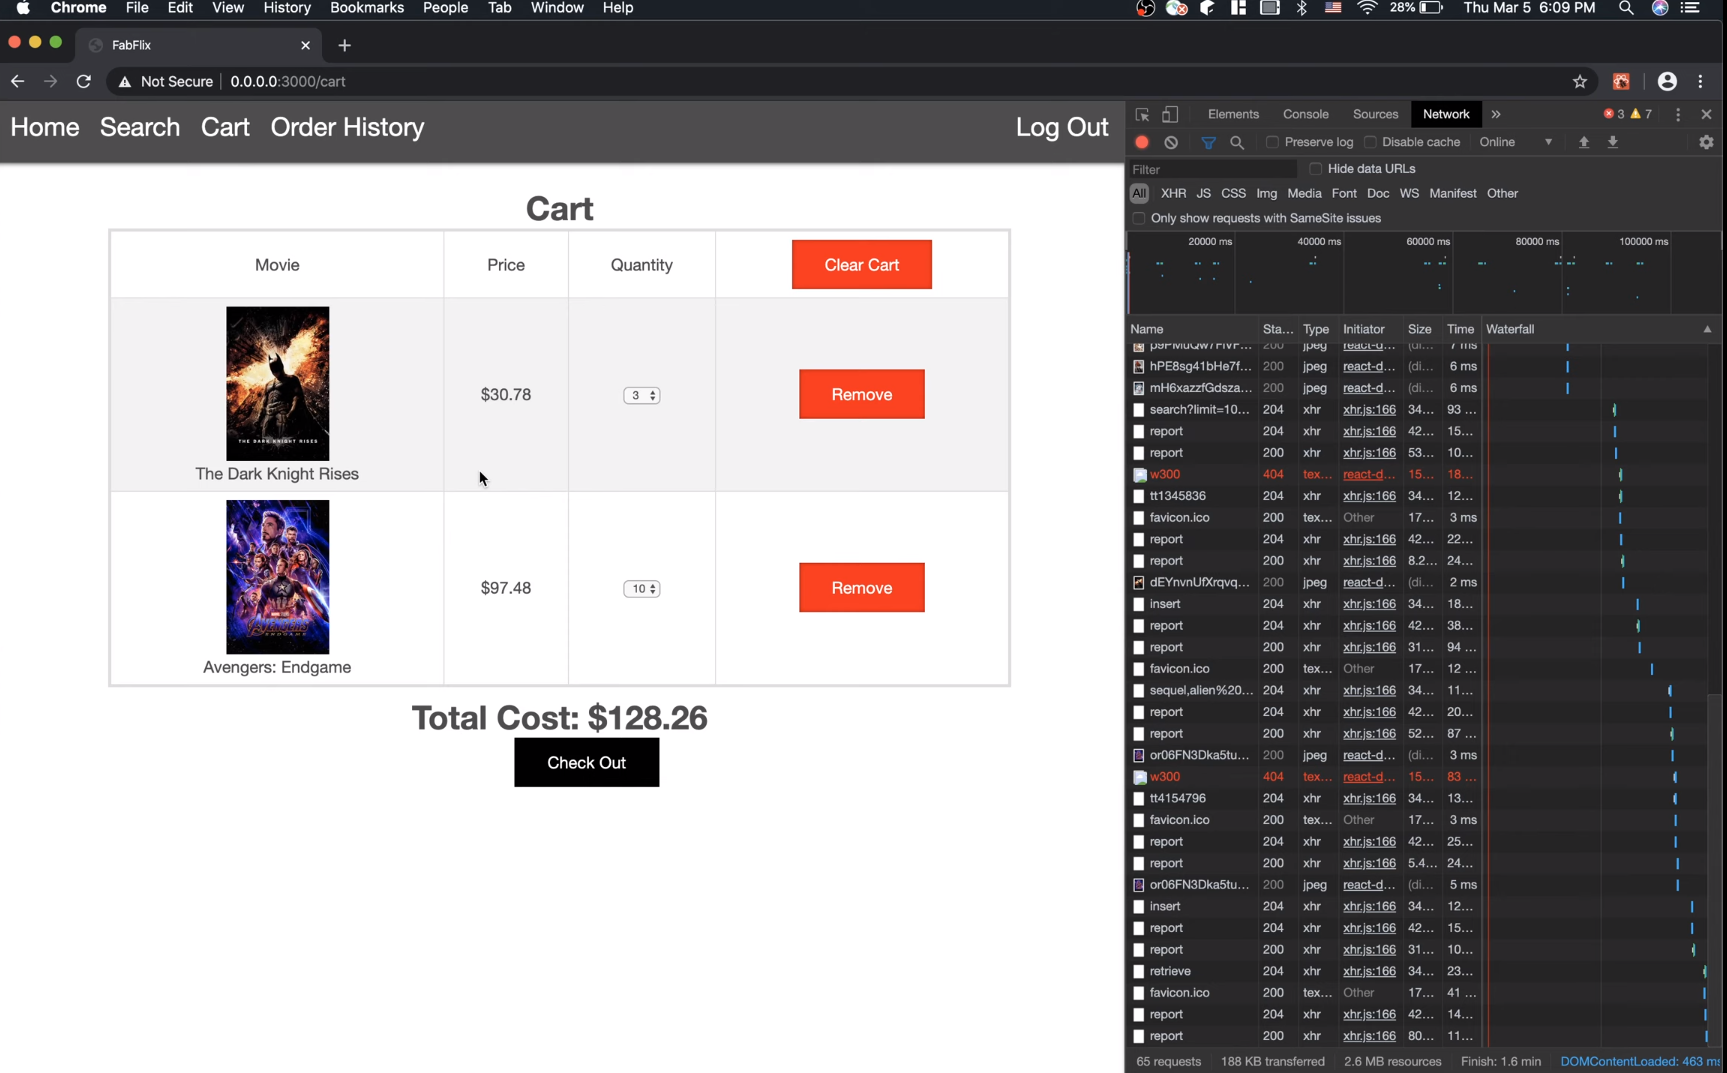 Chrome File Edit View History Bookmarks People Tab Window Help 28% Thu Mar 5 6:09 PM
FabFlix
Not Secure 0.0.0.0:3000/cart
Home Search Cart Order History Log Out
Cart
Movie Price Quantity Clear Cart
THE DARK KNIGHT RISES
The Dark Knight Rises $30.78 3 Remove
AVENGERS
ENDGAME
Avengers: Endgame $97.48 10 Remove
Total Cost: $128.26
Check Out
Elements Console Sources Network » 3 7
Preserve log Disable cache Online
Filter Hide data URLs
All XHR JS CSS Img Media Font Doc WS Manifest Other
Only show requests with SameSite issues
20000 ms 40000 ms 60000 ms 80000 ms 100000 ms
Name Sta... Type Initiator Size Time Waterfall
200 jpeg react-d... (di... 7 ms
hPE8sg41bHe7f... 200 jpeg react-d... (di... 6 ms
mH6xazzfGdsza... 200 jpeg react-d... (di... 6 ms
search?limit=10... 204 xhr xhr.js:166 34... 93 ...
report 204 xhr xhr.js:166 42... 15...
report 200 xhr xhr.js:166 53... 10...
w300 404 tex... react-d... 15... 18...
tt1345836 204 xhr xhr.js:166 34... 12...
favicon.ico 200 tex... Other 17... 3 ms
report 204 xhr xhr.js:166 42... 22...
report 200 xhr xhr.js:166 8.2... 24...
dEYnvnUfXrqvq... 200 jpeg react-d... (di... 2 ms
insert 204 xhr xhr.js:166 34... 18...
report 204 xhr xhr.js:166 42... 38...
report 200 xhr xhr.js:166 31... 94 ...
favicon.ico 200 tex... Other 17... 12 ...
sequel,alien%20... 204 xhr xhr.js:166 34... 11...
report 204 xhr xhr.js:166 42... 20...
report 200 xhr xhr.js:166 52... 87 ...
or06FN3Dka5tu... 200 jpeg react-d... (di... 3 ms
w300 404 tex... react-d... 15... 83 ...
tt4154796 204 xhr xhr.js:166 34... 13...
favicon.ico 200 tex... Other 17... 3 ms
report 204 xhr xhr.js:166 42... 25...
report 200 xhr xhr.js:166 5.4... 24...
or06FN3Dka5tu... 200 jpeg react-d... (di... 5 ms
insert 204 xhr xhr.js:166 34... 12...
report 204 xhr xhr.js:166 42... 15...
report 200 xhr xhr.js:166 31... 10...
retrieve 204 xhr xhr.js:166 34... 23...
favicon.ico 200 tex... Other 17... 41 ...
report 204 xhr xhr.js:166 42... 14...
report 200 xhr xhr.js:166 80... 11...
65 requests 188 KB transferred 2.6 MB resources Finish: 1.6 min DOMContentLoaded: 463 ms